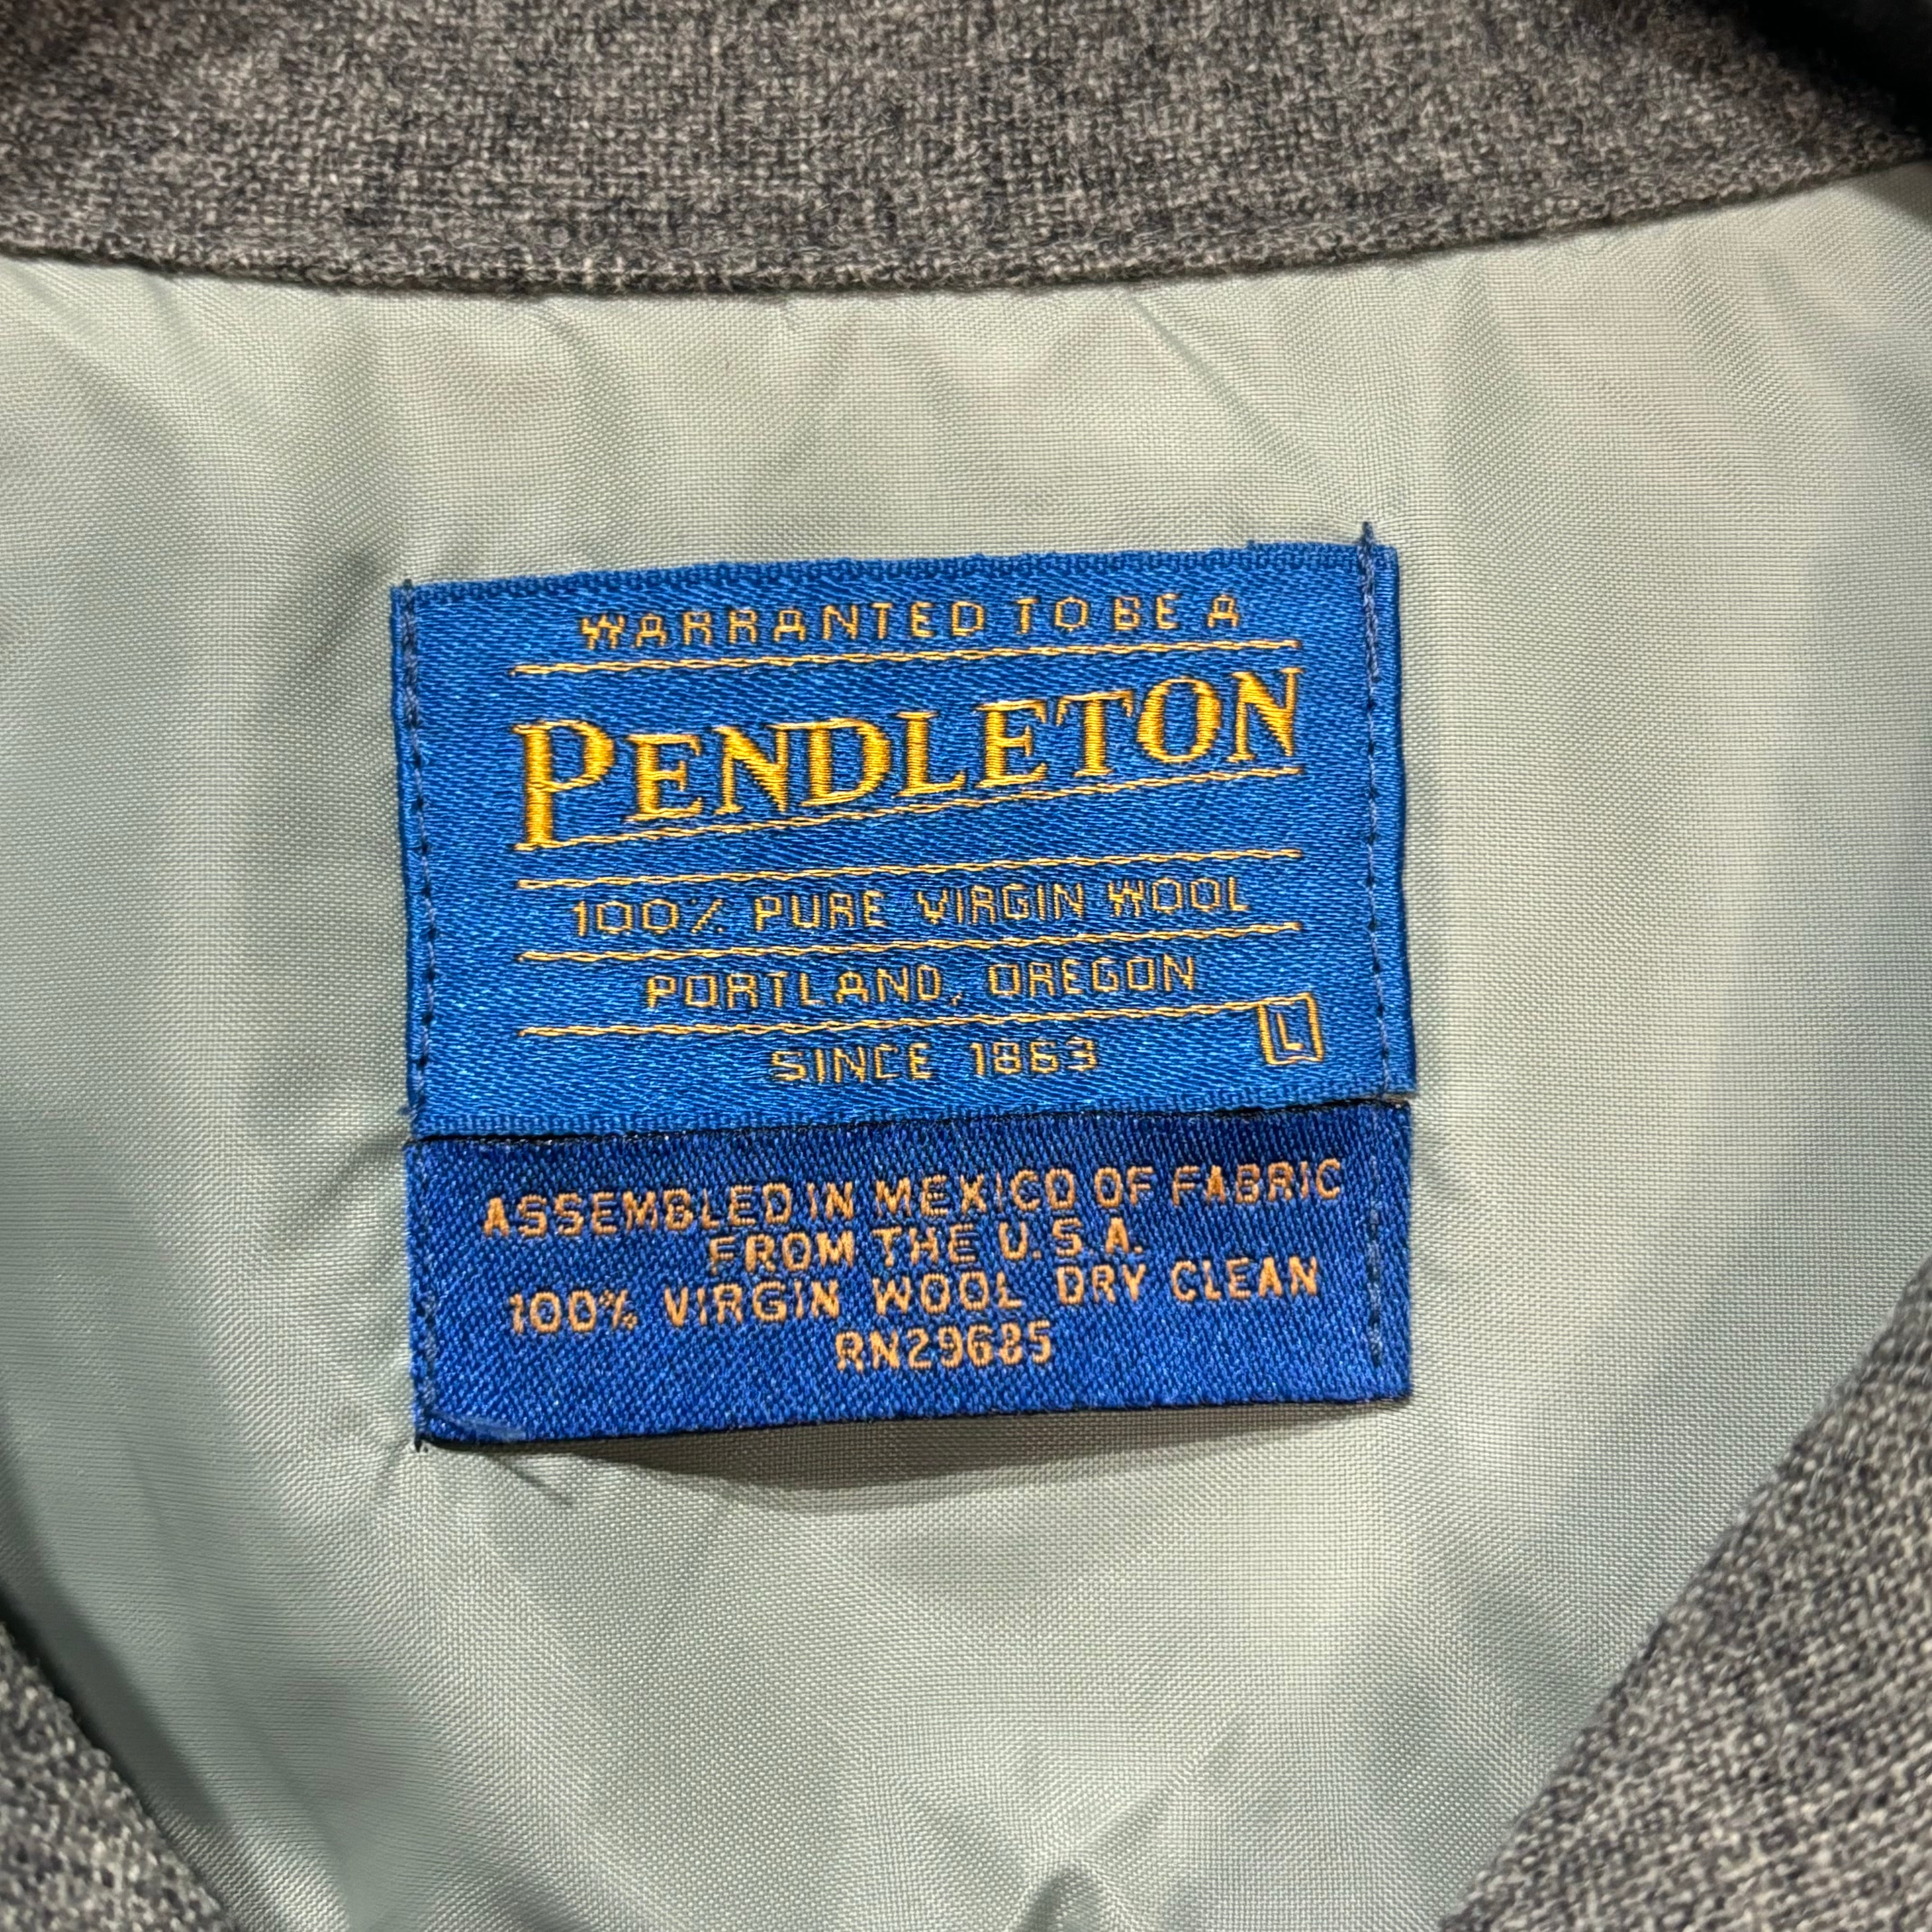 WARRANTED TO BE A
PENDLETON
100% PURE VIRGIN WOOL
PORTLAND, OREGON
SINCE 1863
L
ASSEMBLED IN MEXICO OF FABRIC
FROM THE U.S.A.
100% VIRGIN WOOL DRY CLEAN
RN29685